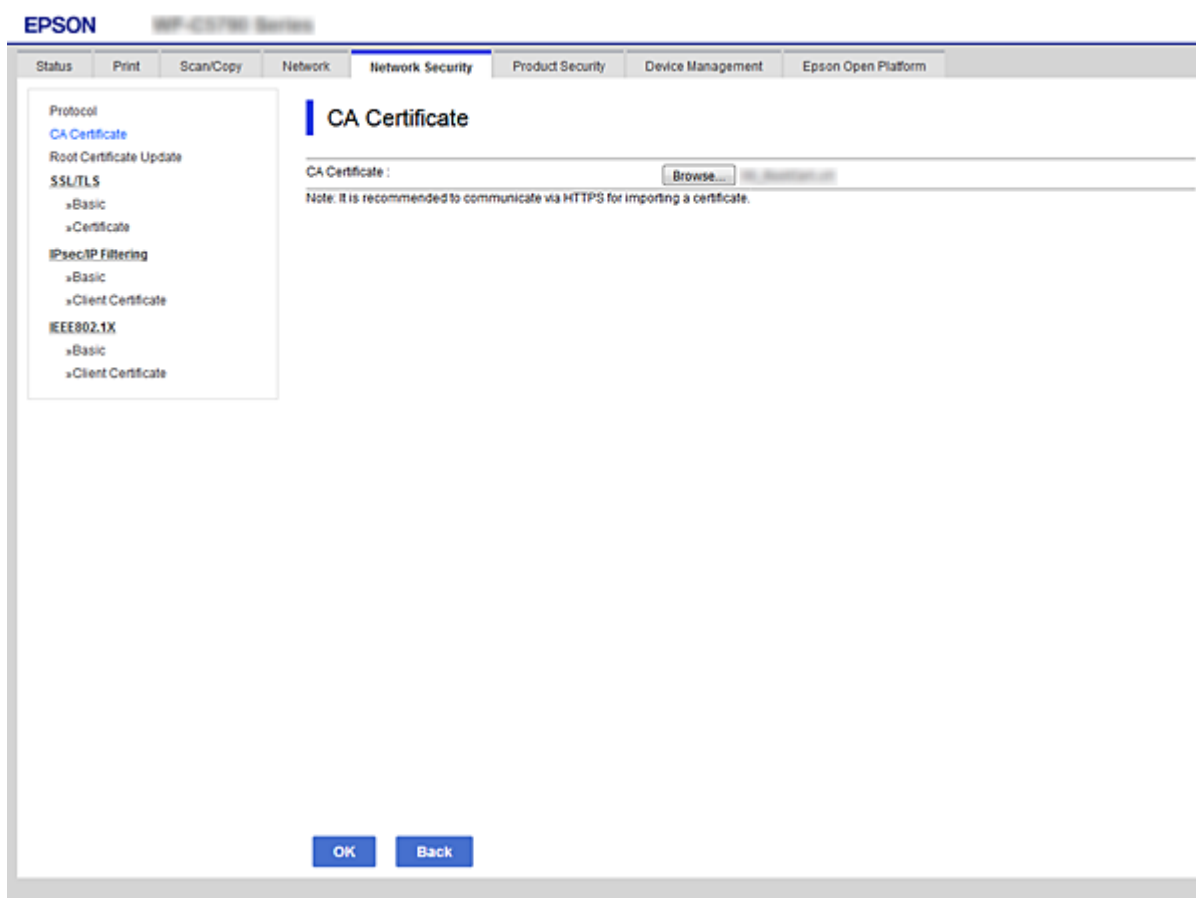 EPSON
Status Print Scan/Copy Network Network Security Product Security Device Management Epson Open Platform
Protocol
CA Certificate
Root Certificate Update
SSL/TLS
»Basic
»Certificate
IPsec/IP Filtering
»Basic
»Client Certificate
IEEE802.1X
»Basic
»Client Certificate
CA Certificate
CA Certificate : Browse...
Note: It is recommended to communicate via HTTPS for importing a certificate.
OK Back